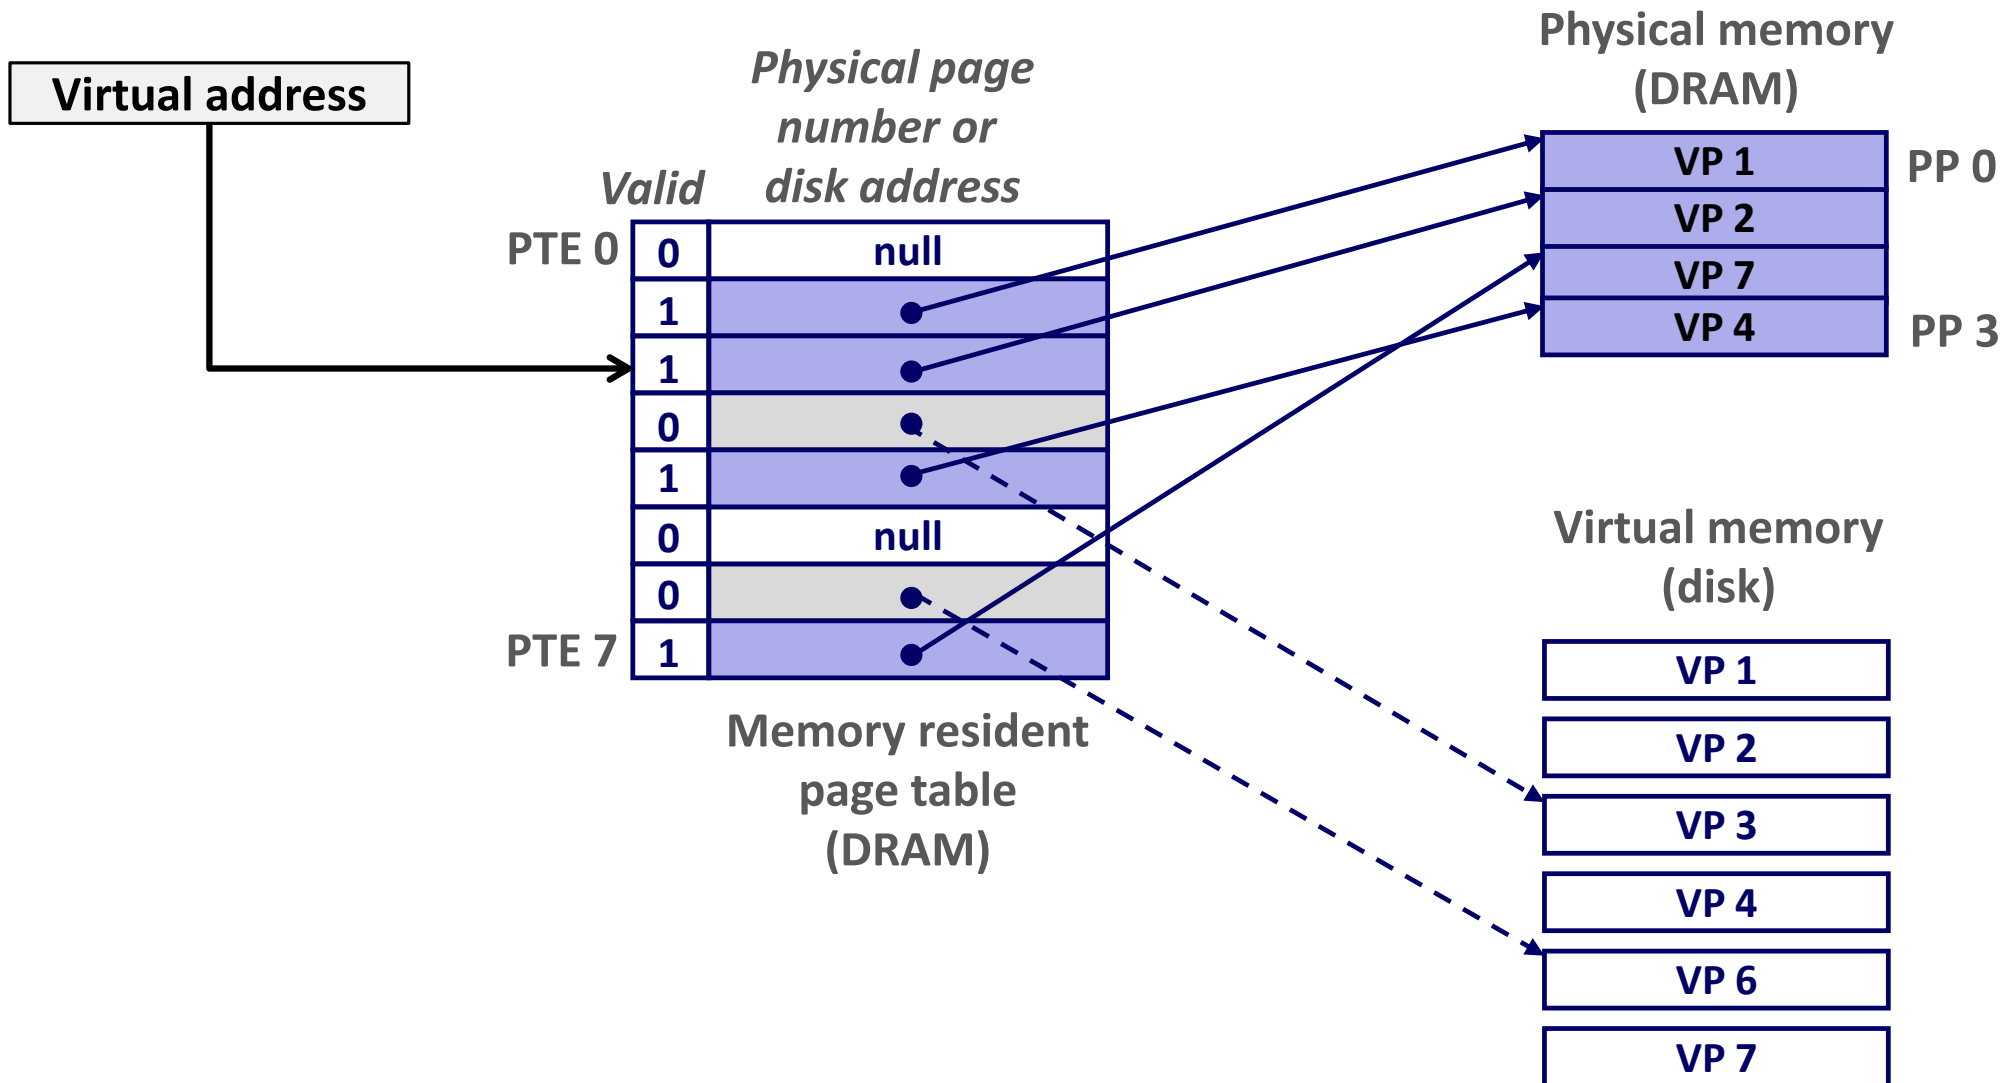 Virtual address
Physical page
number or
disk address
Valid
PTE 0
0
null
1
1
0
1
0
null
0
PTE 7
1
Memory resident
page table
(DRAM)
Physical memory
(DRAM)
VP 1
PP 0
VP 2
VP 7
VP 4
PP 3
Virtual memory
(disk)
VP 1
VP 2
VP 3
VP 4
VP 6
VP 7